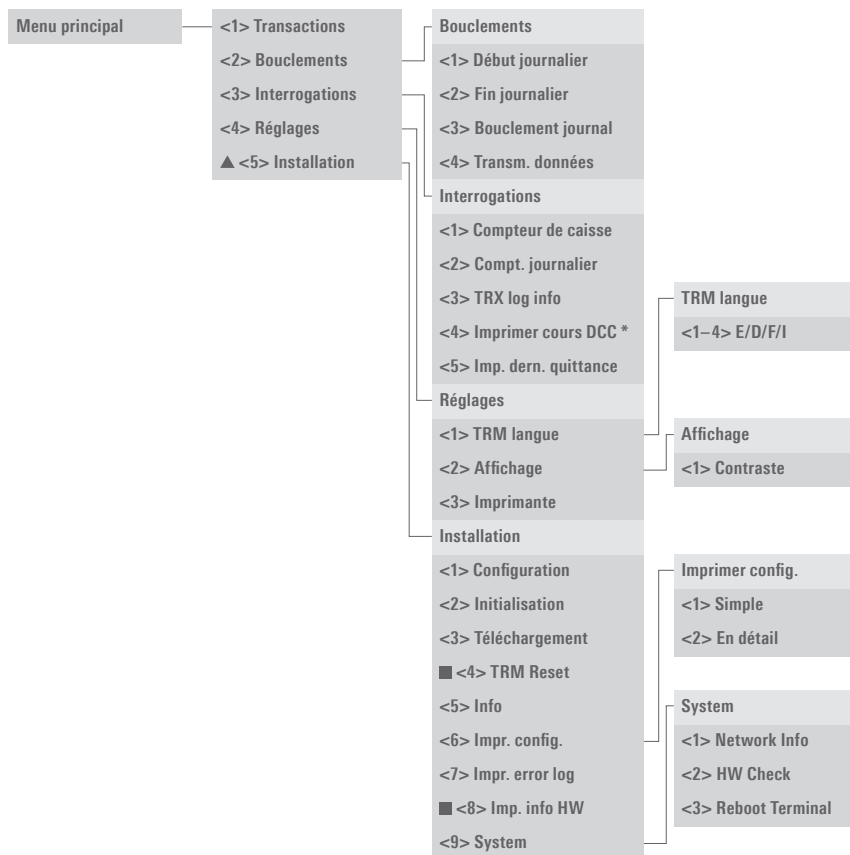 Menu principal
<1> Transactions
<2> Bouclements
<3> Interrogations
<4> Réglages
▲ <5> Installation
Bouclements
<1> Début journalier
<2> Fin journalier
<3> Bouclement journal
<4> Transm. données
Interrogations
<1> Compteur de caisse
<2> Compt. journalier
<3> TRX log info
<4> Imprimer cours DCC *
<5> Imp. dern. quittance
Réglages
<1> TRM langue
<2> Affichage
<3> Imprimante
Installation
<1> Configuration
<2> Initialisation
<3> Téléchargement
■ <4> TRM Reset
<5> Info
<6> Impr. config.
<7> Impr. error log
■ <8> Imp. info HW
<9> System
TRM langue
<1–4> E/D/F/I
Affichage
<1> Contraste
Imprimer config.
<1> Simple
<2> En détail
System
<1> Network Info
<2> HW Check
<3> Reboot Terminal